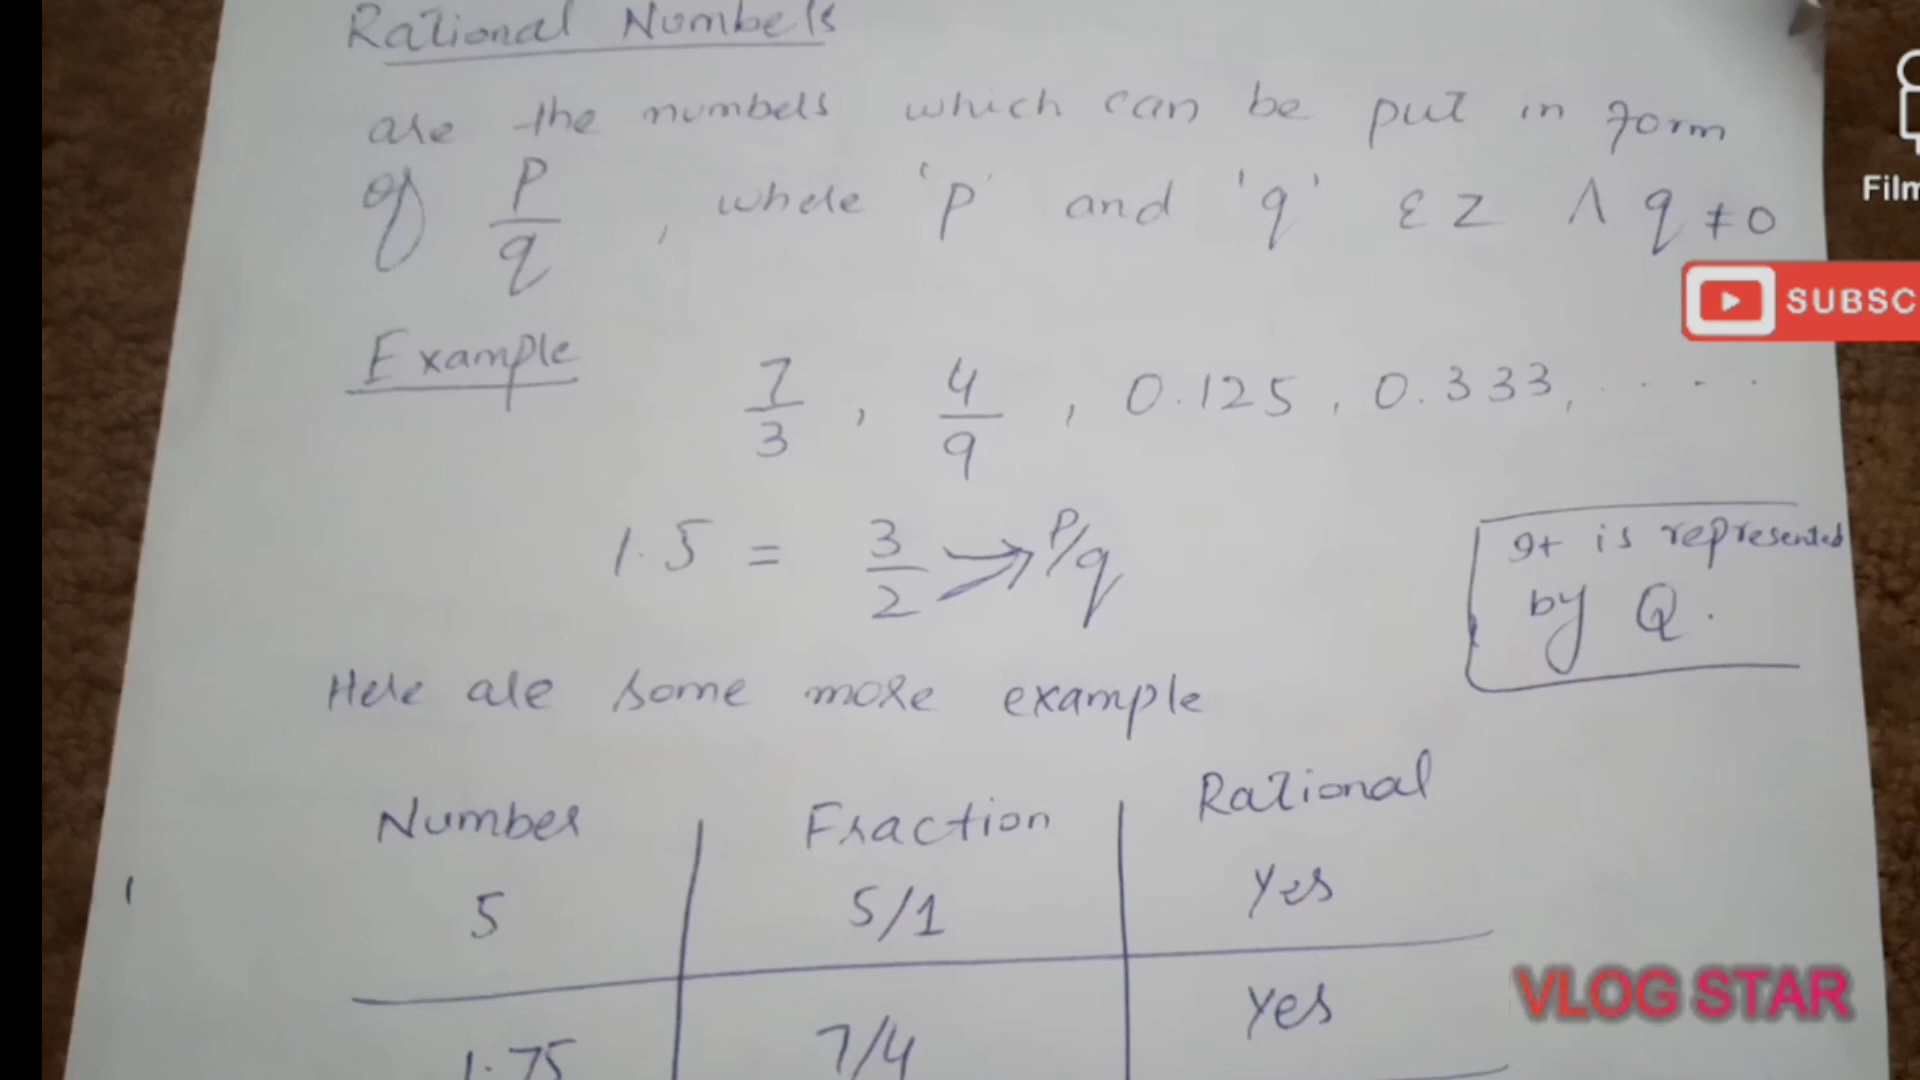 Rational Numbers
are the numbers which can be put in form
of p/q , where 'p' and 'q' ε Z ∧ q ≠ 0
Film
SUBSC
Example 7/3 , 4/9 , 0.125 , 0.333, . . . .
1.5 = 3/2 → P/q
It is represented
by Q.
Here are some more example
Number Fraction Rational
5 5/1 Yes
1.75 7/4 Yes
VLOG STAR